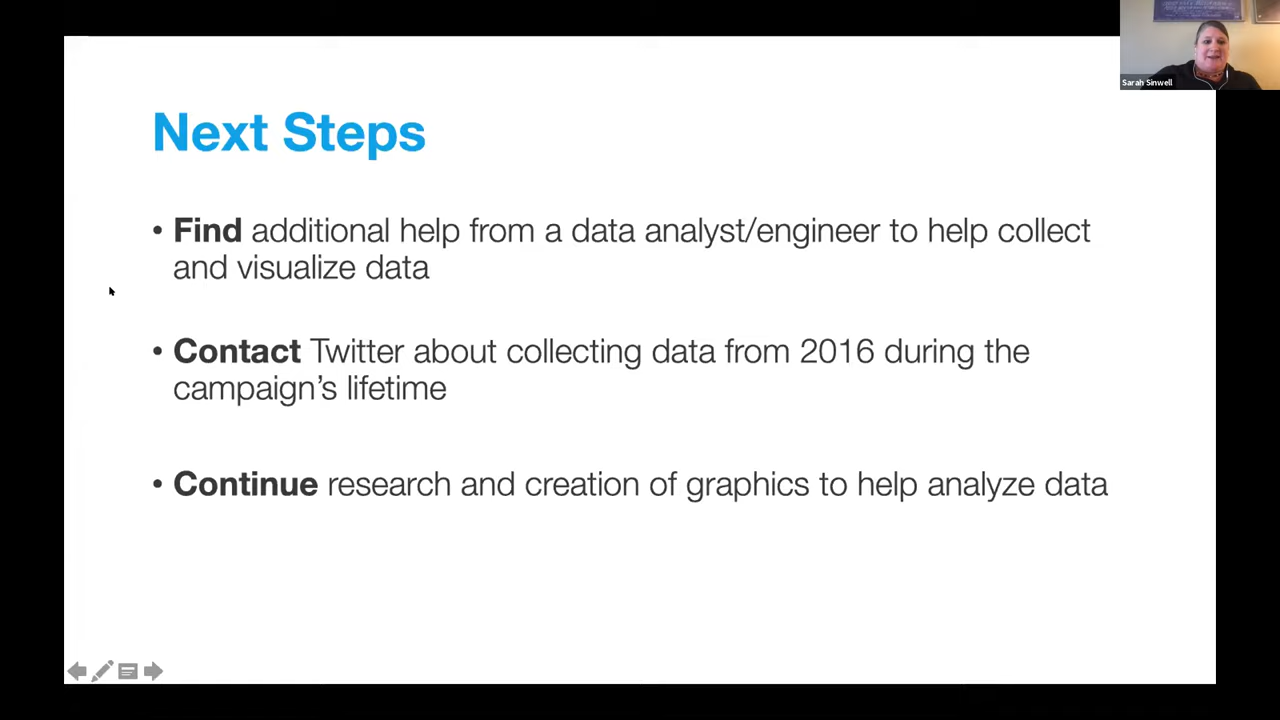 Sarah Sinwell
Next Steps
• Find additional help from a data analyst/engineer to help collect
and visualize data
• Contact Twitter about collecting data from 2016 during the
campaign’s lifetime
• Continue research and creation of graphics to help analyze data